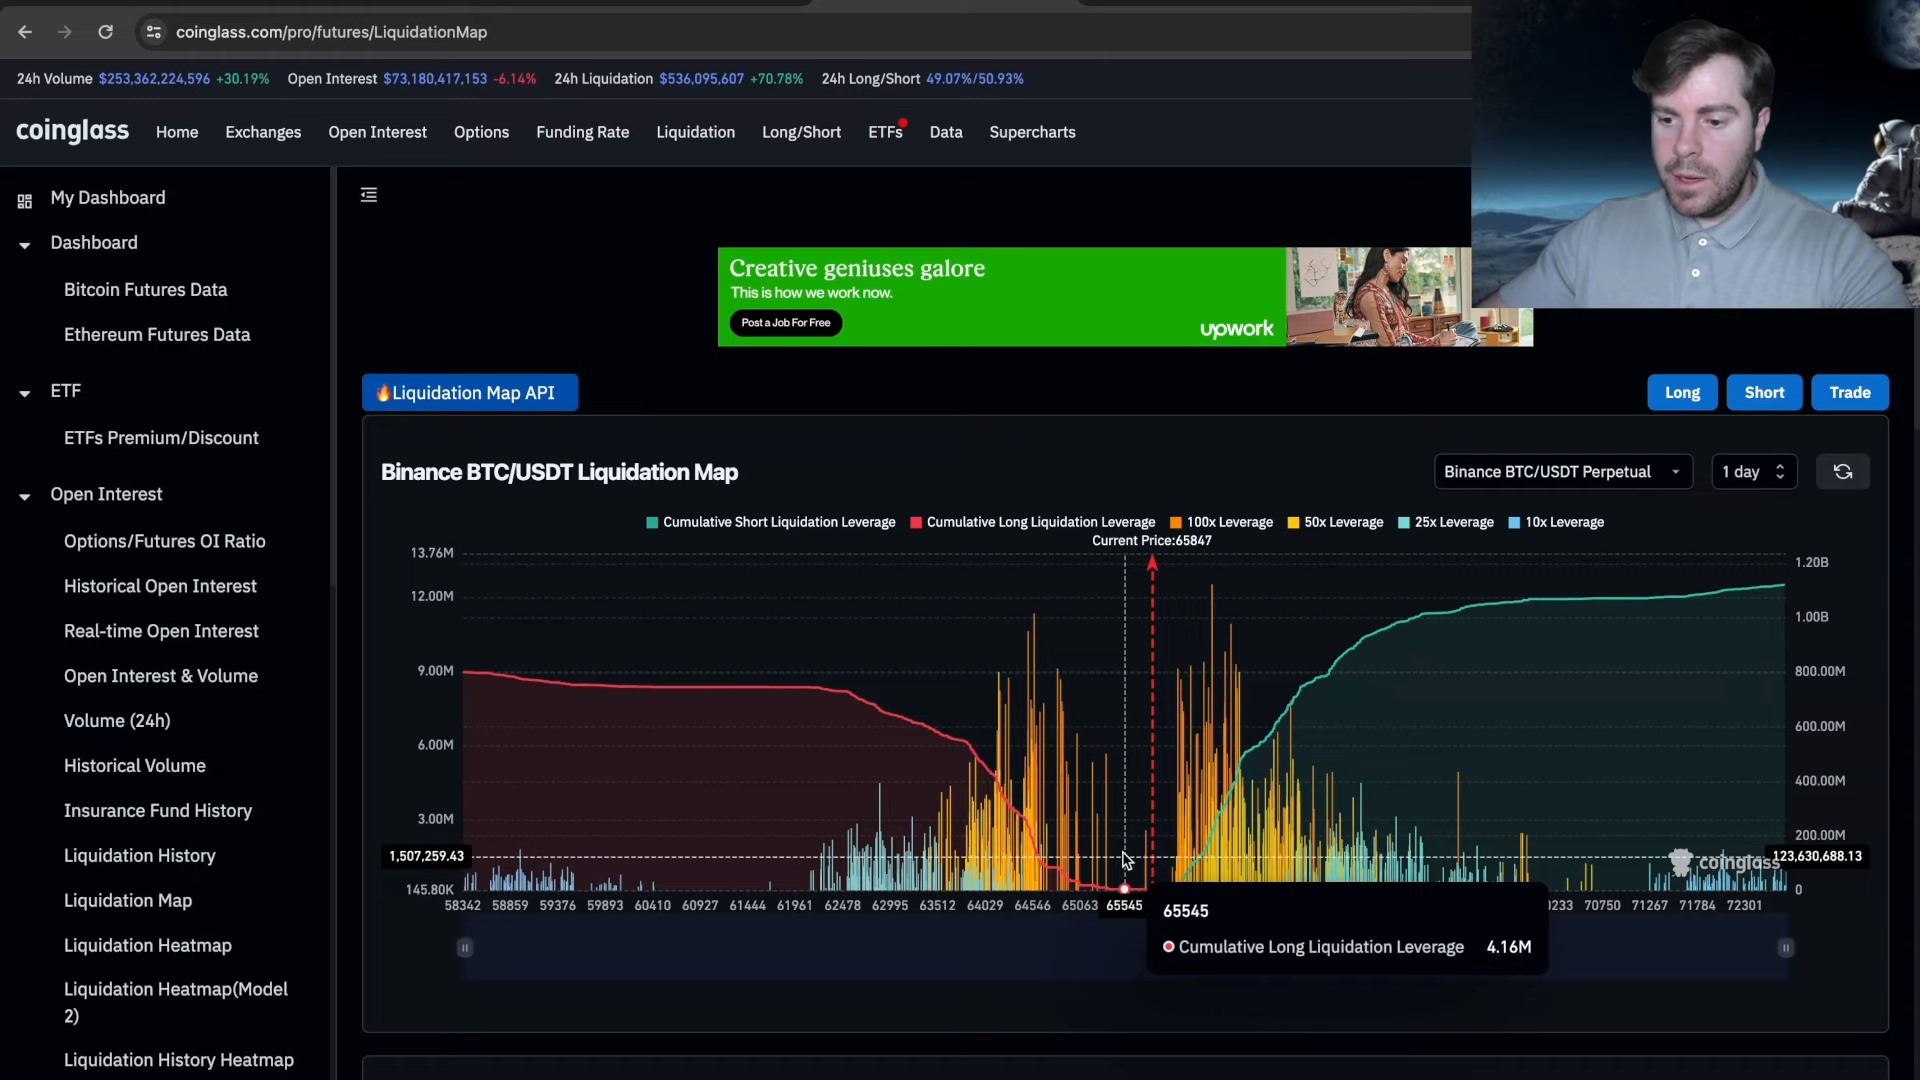 coinglass.com/pro/futures/LiquidationMap
24h Volume $253,362,224,596 +30.19% Open Interest $73,180,417,153 -6.14% 24h Liquidation $536,095,607 +70.78% 24h Long/Short 49.07%/50.93%
coinglass Home Exchanges Open Interest Options Funding Rate Liquidation Long/Short ETFs Data Supercharts
My Dashboard
Dashboard
Bitcoin Futures Data
Ethereum Futures Data
ETF
ETFs Premium/Discount
Open Interest
Options/Futures OI Ratio
Historical Open Interest
Real-time Open Interest
Open Interest & Volume
Volume (24h)
Historical Volume
Insurance Fund History
Liquidation History
Liquidation Map
Liquidation Heatmap
Liquidation Heatmap(Model
2)
Liquidation History Heatmap
Creative geniuses galore
This is how we work now.
Post a Job For Free
upwork
Liquidation Map API
Long Short Trade
Binance BTC/USDT Liquidation Map
Binance BTC/USDT Perpetual 1 day
Cumulative Short Liquidation Leverage Cumulative Long Liquidation Leverage 100x Leverage 50x Leverage 25x Leverage 10x Leverage
Current Price:65847
13.76M
12.00M
9.00M
6.00M
3.00M
1,507,259.43
145.80K
1.20B
1.00B
800.00M
600.00M
400.00M
200.00M
123,630,688.13
0
coinglass
58342 58859 59376 59893 60410 60927 61444 61961 62478 62995 63512 64029 64546 65063 65545 70750 71267 71784 72301
65545
Cumulative Long Liquidation Leverage 4.16M